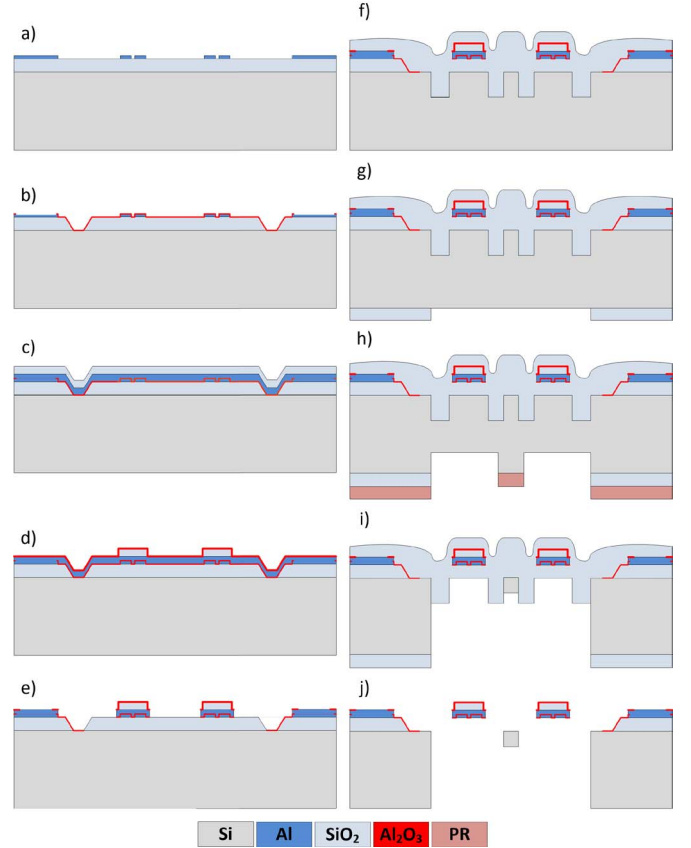 a)
b)
c)
d)
e)
f)
g)
h)
i)
j)
Si Al SiO₂ Al₂O₃ PR